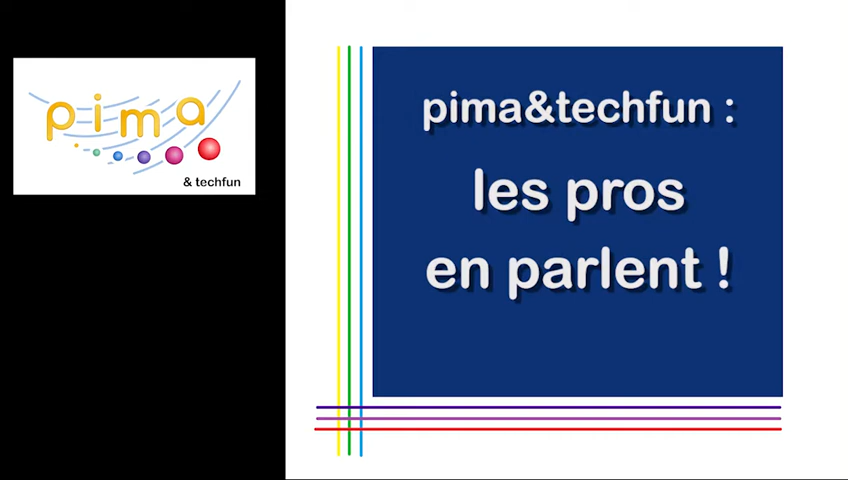 pima
& techfun
pima&techfun :
les pros
en parlent !